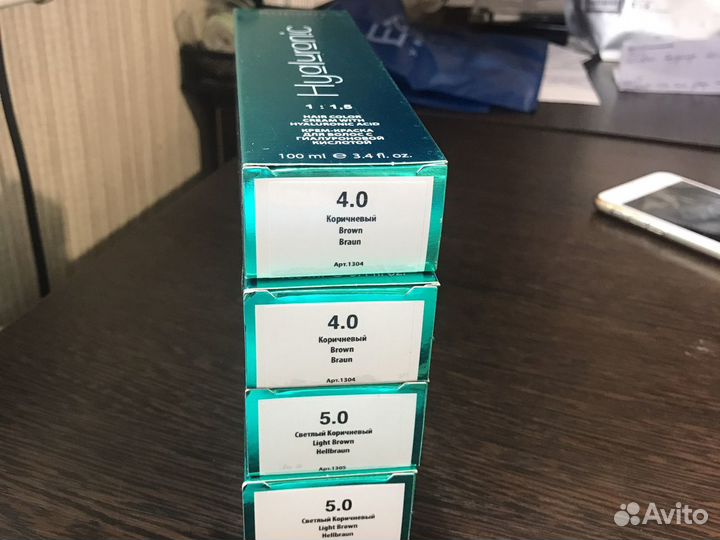 Hyaluronic
1 : 1,5
HAIR COLOR
CREAM WITH
HYALURONIC ACID
КРЕМ-КРАСКА
ДЛЯ ВОЛОС С
ГИАЛУРОНОВОЙ
КИСЛОТОЙ
100 ml ℮ 3.4 fl. oz.
4.0
Коричневый
Brown
Braun
Арт.1304
4.0
Коричневый
Brown
Braun
Арт.1304
5.0
Светлый Коричневый
Light Brown
Hellbraun
Арт.1305
5.0
Светлый Коричневый
Light Brown
Hellbraun
Avito